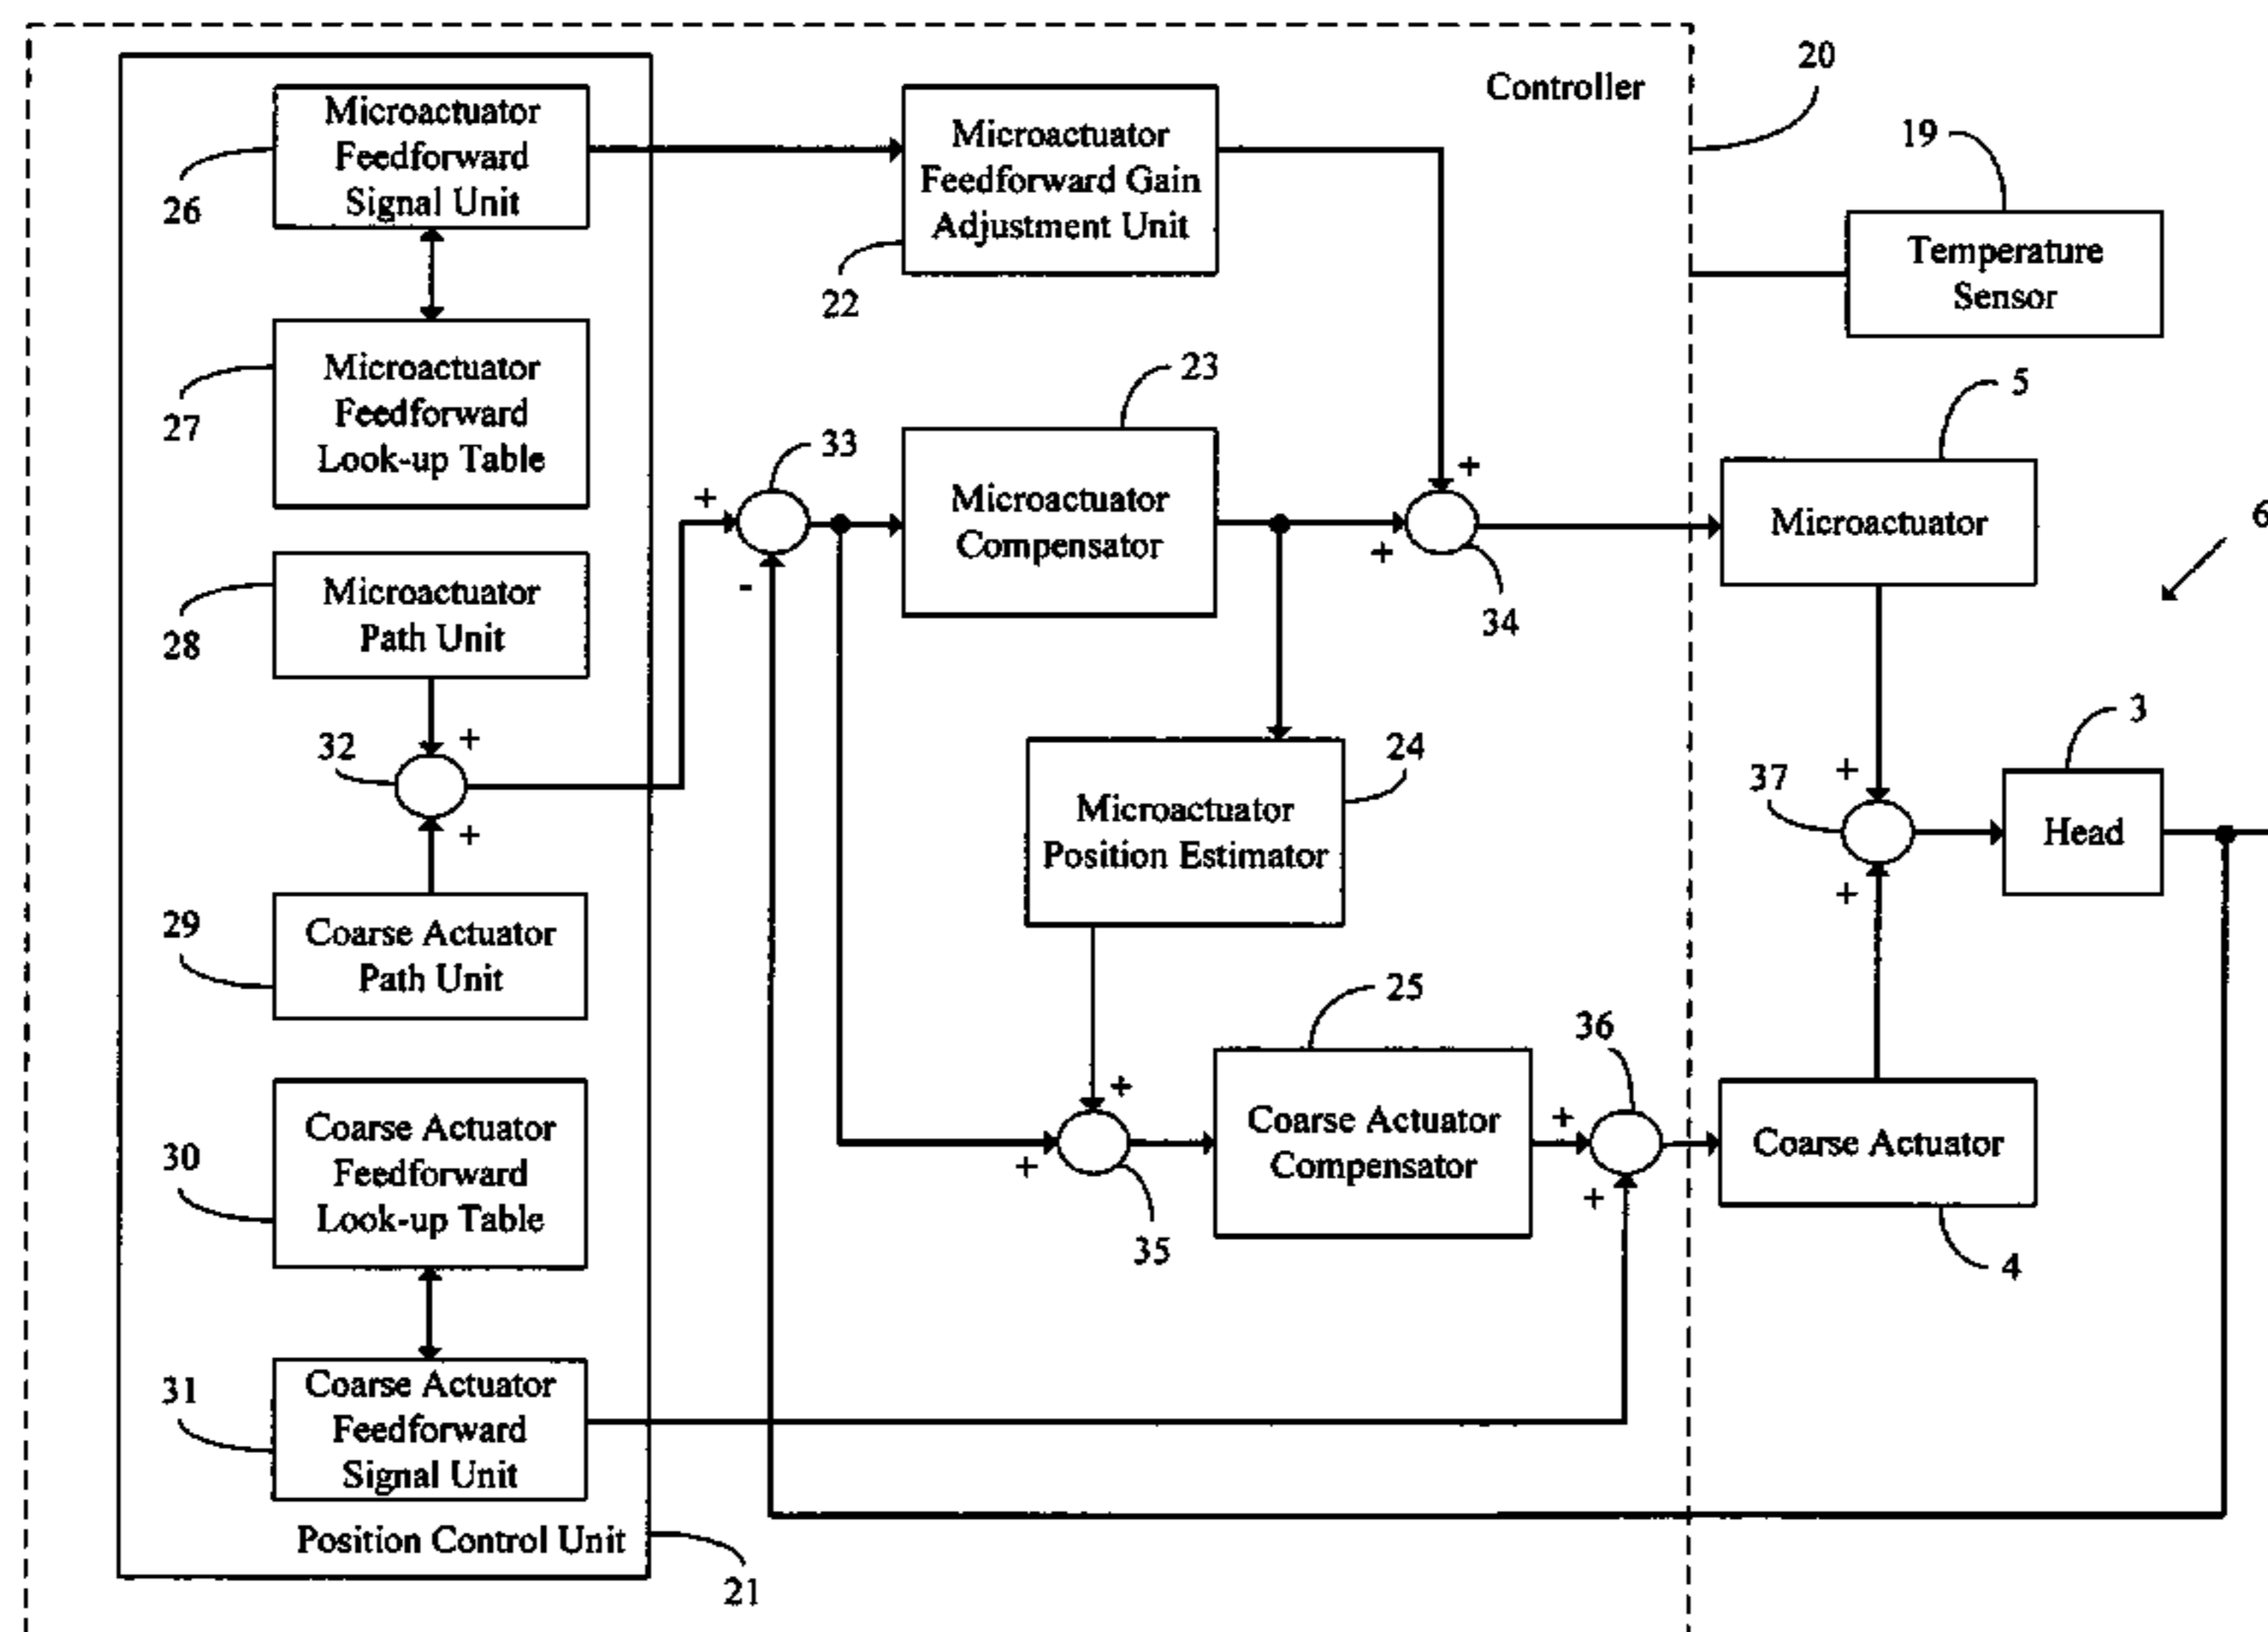 20
Controller
19
Microactuator
Feedforward
Signal Unit
26
Microactuator
Feedforward Gain
Adjustment Unit
22
Temperature
Sensor
Microactuator
Feedforward
Look-up Table
27
23
5
33
+
+
Microactuator
Compensator
+
-
34
Microactuator
6
Microactuator
Path Unit
28
3
32
+
+
24
37
+
+
Head
Microactuator
Position Estimator
29
Coarse Actuator
Path Unit
25
36
30
Coarse Actuator
Feedforward
Look-up Table
+
+
35
Coarse Actuator
Compensator
+
+
Coarse Actuator
4
31
Coarse Actuator
Feedforward
Signal Unit
Position Control Unit
21